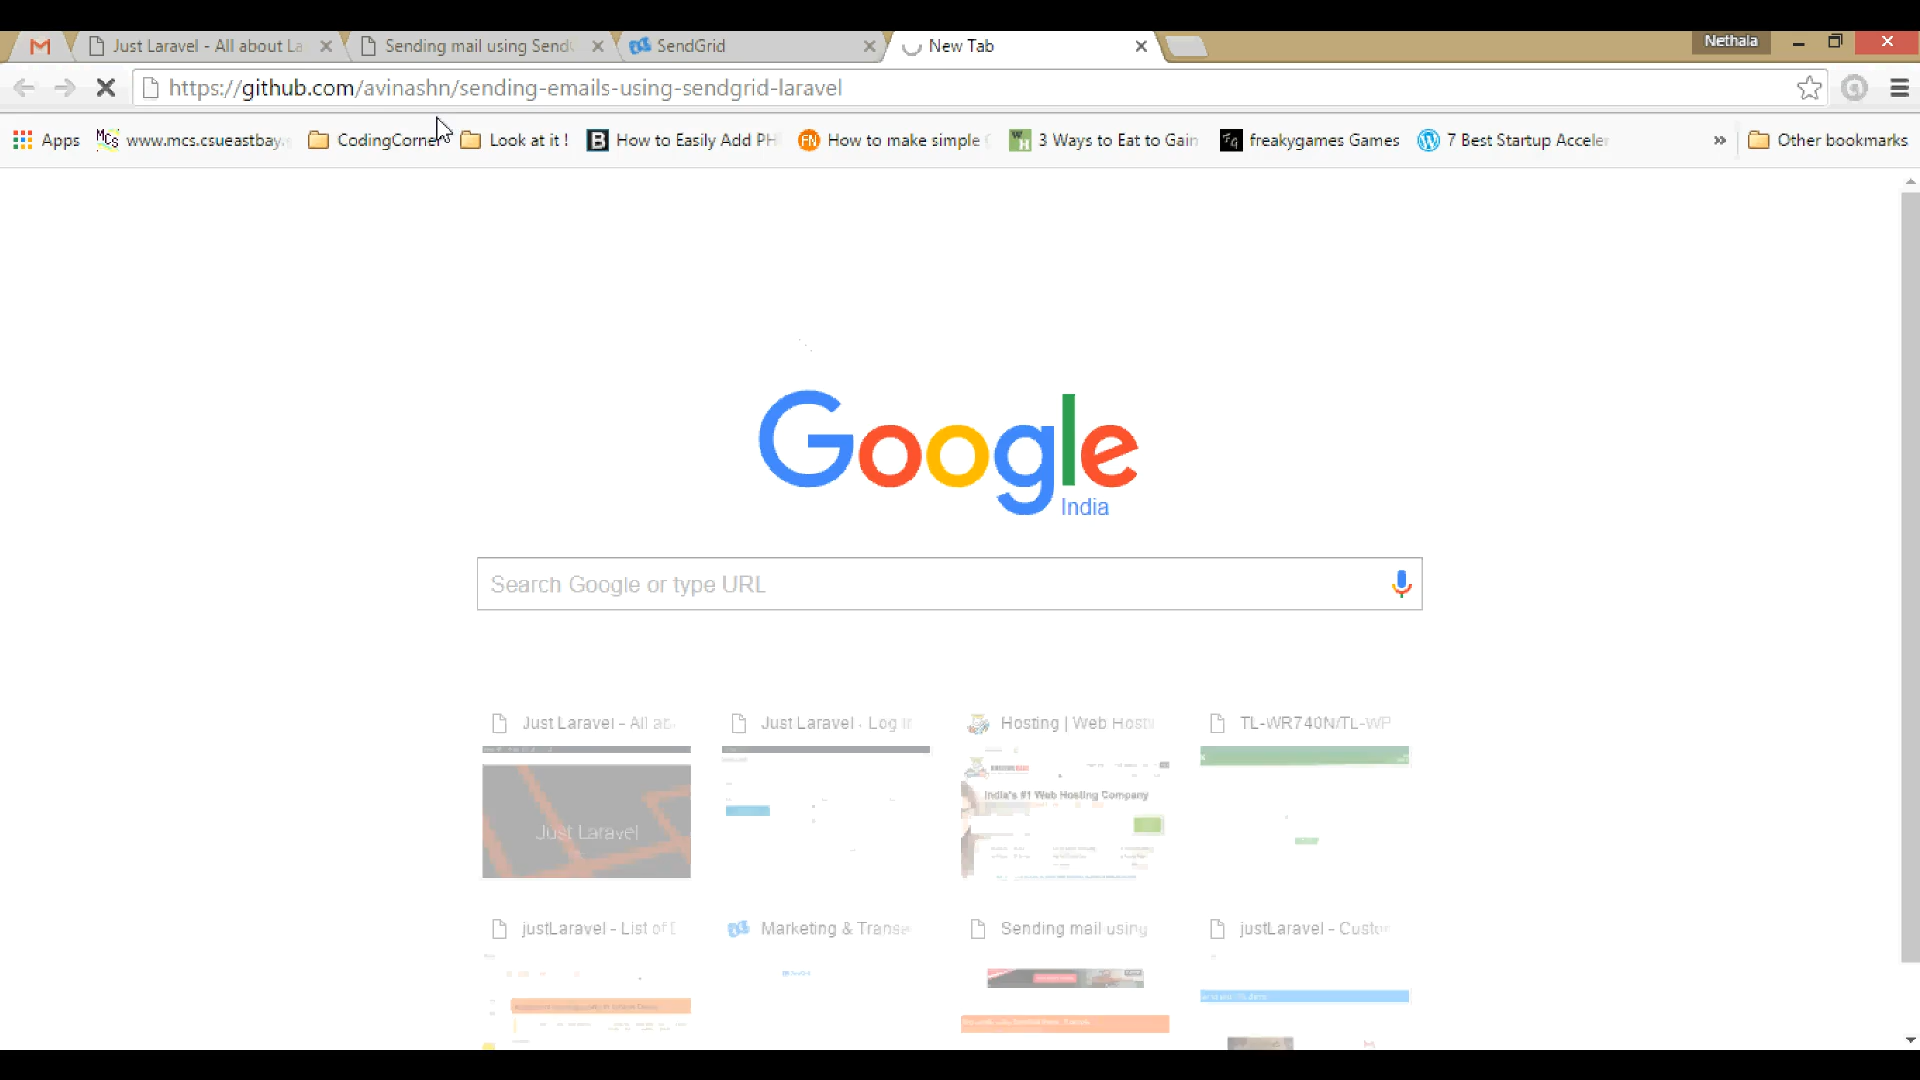 Just Laravel - All about La
Sending mail using Send
SendGrid
New Tab
Nethala
https://github.com/avinashn/sending-emails-using-sendgrid-laravel
Apps
www.mcs.csueastbay.
CodingCorner
Look at it !
How to Easily Add PH
How to make simple
3 Ways to Eat to Gain
freakygames Games
7 Best Startup Acceler
»
Other bookmarks
Google
India
Search Google or type URL
Just Laravel - All ab
Just Laravel · Log In
Hosting | Web Hosti
TL-WR740N/TL-WP
India's #1 Web Hosting Company
Just Laravel
justLaravel - List of D
Marketing & Transa
Sending mail using
justLaravel - Custo